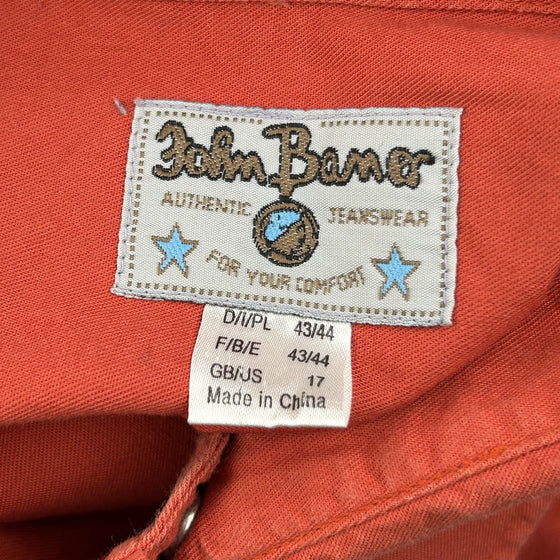 John Baner
AUTHENTIC JEANSWEAR
FOR YOUR COMFORT
D/I/PL 43/44
F/B/E 43/44
GB/US 17
Made in China